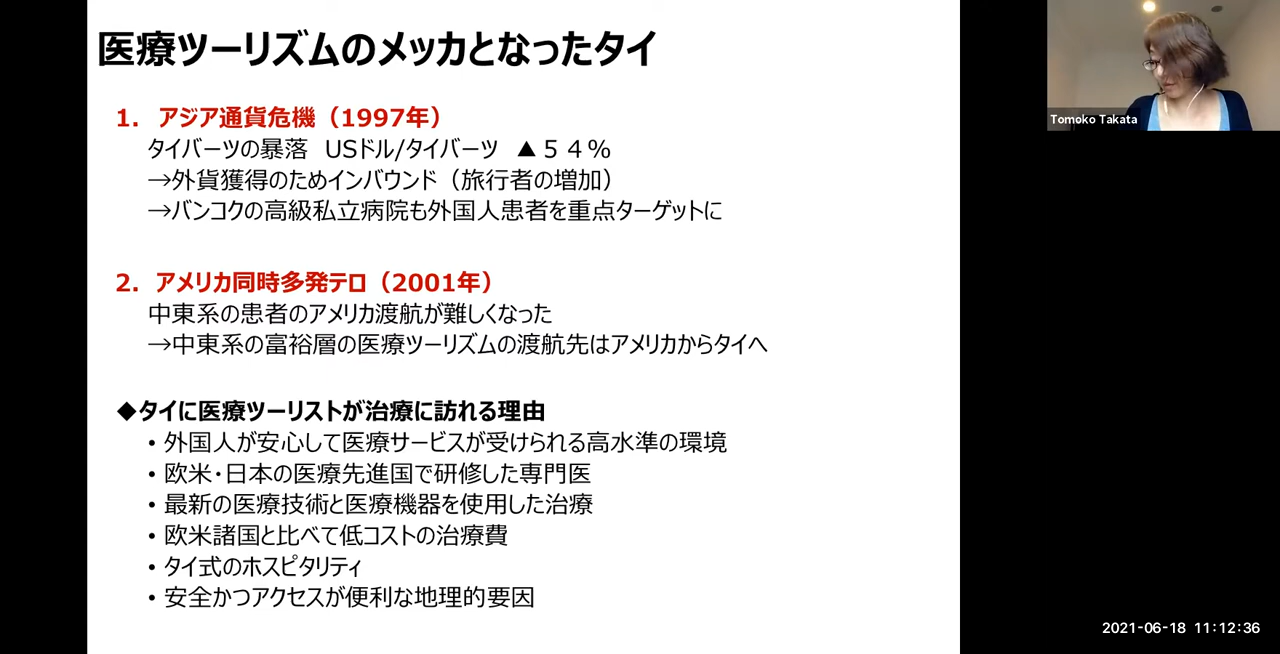 医療ツーリズムのメッカとなったタイ
1. アジア通貨危機（1997年）
タイバーツの暴落　USドル/タイバーツ　▲５４％
→外貨獲得のためインバウンド（旅行者の増加）
→バンコクの高級私立病院も外国人患者を重点ターゲットに
2. アメリカ同時多発テロ（2001年）
中東系の患者のアメリカ渡航が難しくなった
→中東系の富裕層の医療ツーリズムの渡航先はアメリカからタイへ
◆タイに医療ツーリストが治療に訪れる理由
• 外国人が安心して医療サービスが受けられる高水準の環境
• 欧米・日本の医療先進国で研修した専門医
• 最新の医療技術と医療機器を使用した治療
• 欧米諸国と比べて低コストの治療費
• タイ式のホスピタリティ
• 安全かつアクセスが便利な地理的要因
Tomoko Takata
2021-06-18 11:12:36